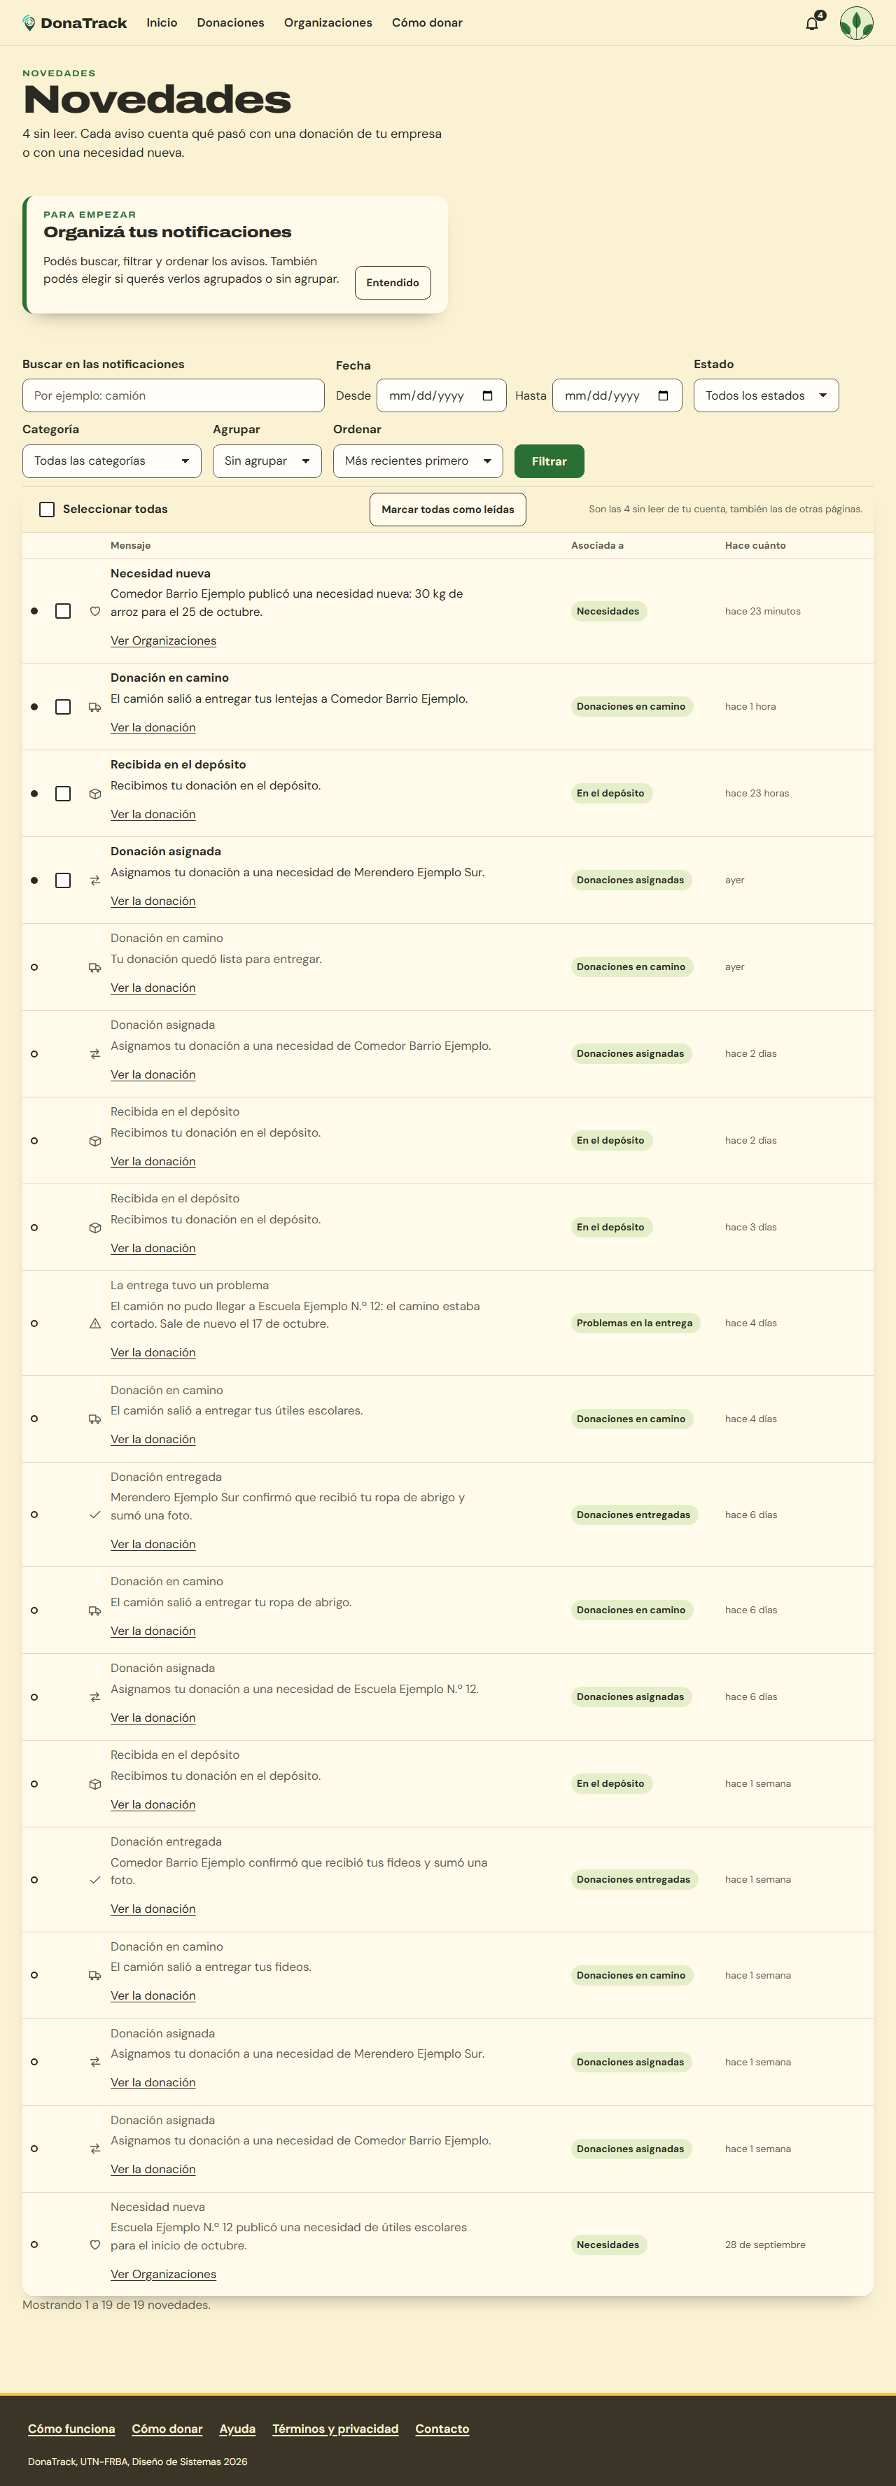 DonaTrack Inicio Donaciones Organizaciones Cómo donar 4
NOVEDADES
Novedades
4 sin leer. Cada aviso cuenta qué pasó con una donación de tu empresa
o con una necesidad nueva.
PARA EMPEZAR
Organizá tus notificaciones
Podés buscar, filtrar y ordenar los avisos. También
podés elegir si querés verlos agrupados o sin agrupar.
Entendido
Buscar en las notificaciones Fecha Estado
Por ejemplo: camión Desde mm/dd/yyyy Hasta mm/dd/yyyy Todos los estados
Categoría Agrupar Ordenar
Todas las categorías Sin agrupar Más recientes primero Filtrar
Seleccionar todas Marcar todas como leídas Son las 4 sin leer de tu cuenta, también las de otras páginas.
Mensaje Asociada a Hace cuánto
Necesidad nueva
Comedor Barrio Ejemplo publicó una necesidad nueva: 30 kg de
arroz para el 25 de octubre.
Ver Organizaciones
Necesidades hace 23 minutos
Donación en camino
El camión salió a entregar tus lentejas a Comedor Barrio Ejemplo.
Ver la donación
Donaciones en camino hace 1 hora
Recibida en el depósito
Recibimos tu donación en el depósito.
Ver la donación
En el depósito hace 23 horas
Donación asignada
Asignamos tu donación a una necesidad de Merendero Ejemplo Sur.
Ver la donación
Donaciones asignadas ayer
Donación en camino
Tu donación quedó lista para entregar.
Ver la donación
Donaciones en camino ayer
Donación asignada
Asignamos tu donación a una necesidad de Comedor Barrio Ejemplo.
Ver la donación
Donaciones asignadas hace 2 días
Recibida en el depósito
Recibimos tu donación en el depósito.
Ver la donación
En el depósito hace 2 días
Recibida en el depósito
Recibimos tu donación en el depósito.
Ver la donación
En el depósito hace 3 días
La entrega tuvo un problema
El camión no pudo llegar a Escuela Ejemplo N.º 12: el camino estaba
cortado. Sale de nuevo el 17 de octubre.
Ver la donación
Problemas en la entrega hace 4 días
Donación en camino
El camión salió a entregar tus útiles escolares.
Ver la donación
Donaciones en camino hace 4 días
Donación entregada
Merendero Ejemplo Sur confirmó que recibió tu ropa de abrigo y
sumó una foto.
Ver la donación
Donaciones entregadas hace 6 días
Donación en camino
El camión salió a entregar tu ropa de abrigo.
Ver la donación
Donaciones en camino hace 6 días
Donación asignada
Asignamos tu donación a una necesidad de Escuela Ejemplo N.º 12.
Ver la donación
Donaciones asignadas hace 6 días
Recibida en el depósito
Recibimos tu donación en el depósito.
Ver la donación
En el depósito hace 1 semana
Donación entregada
Comedor Barrio Ejemplo confirmó que recibió tus fideos y sumó una
foto.
Ver la donación
Donaciones entregadas hace 1 semana
Donación en camino
El camión salió a entregar tus fideos.
Ver la donación
Donaciones en camino hace 1 semana
Donación asignada
Asignamos tu donación a una necesidad de Merendero Ejemplo Sur.
Ver la donación
Donaciones asignadas hace 1 semana
Donación asignada
Asignamos tu donación a una necesidad de Comedor Barrio Ejemplo.
Ver la donación
Donaciones asignadas hace 1 semana
Necesidad nueva
Escuela Ejemplo N.º 12 publicó una necesidad de útiles escolares
para el inicio de octubre.
Ver Organizaciones
Necesidades 28 de septiembre
Mostrando 1 a 19 de 19 novedades.
Cómo funciona Cómo donar Ayuda Términos y privacidad Contacto
DonaTrack, UTN-FRBA, Diseño de Sistemas 2026